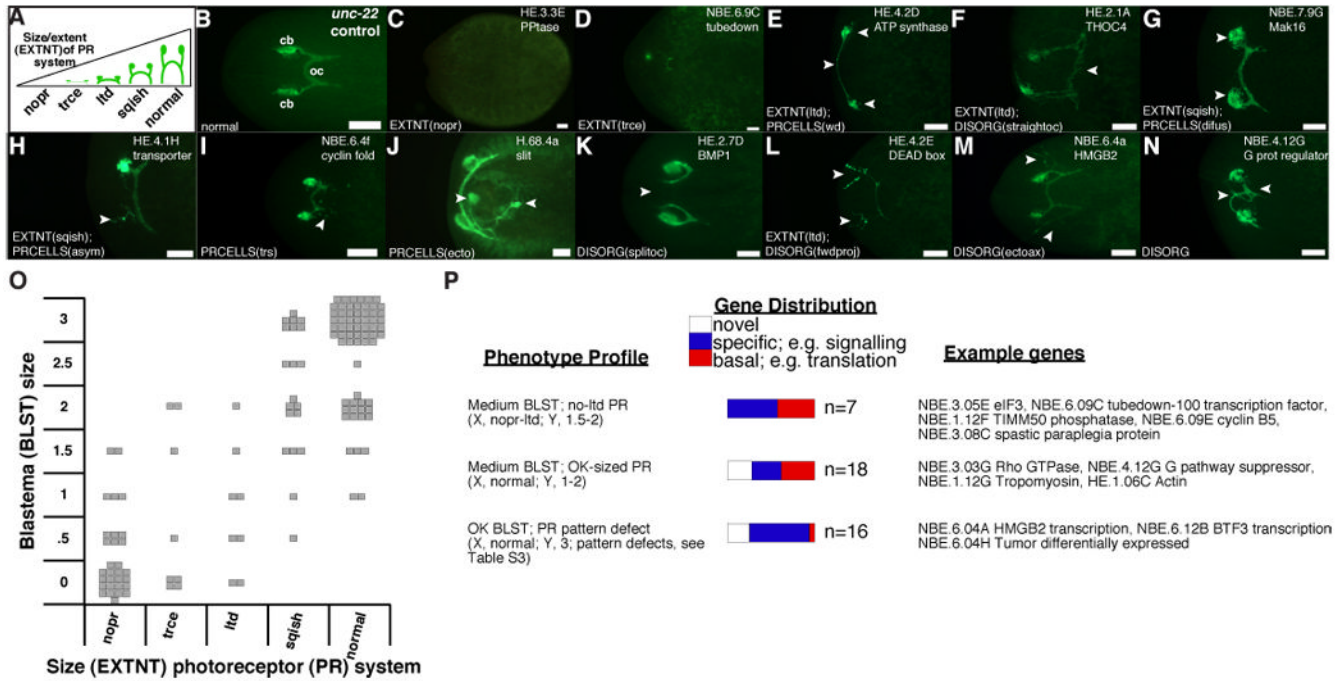 A
Size/extent
(EXTNT)of PR
system
nopr
trce
ltd
sqish
normal
B
unc-22
control
cb
oc
cb
normal
C
HE.3.3E
PPtase
EXTNT(nopr)
D
NBE.6.9C
tubedown
EXTNT(trce)
E
HE.4.2D
ATP synthase
EXTNT(ltd);
PRCELLS(wd)
F
HE.2.1A
THOC4
EXTNT(ltd);
DISORG(straightoc)
G
NBE.7.9G
Mak16
EXTNT(sqish);
PRCELLS(difus)
H
HE.4.1H
transporter
EXTNT(sqish);
PRCELLS(asym)
I
NBE.6.4f
cyclin fold
PRCELLS(trs)
J
H.68.4a
slit
PRCELLS(ecto)
K
HE.2.7D
BMP1
DISORG(splitoc)
L
HE.4.2E
DEAD box
EXTNT(ltd);
DISORG(fwdproj)
M
NBE.6.4a
HMGB2
DISORG(ectoax)
N
NBE.4.12G
G prot regulator
DISORG
O
Blastema (BLST) size
3
2.5
2
1.5
1
.5
0
nopr
trce
ltd
sqish
normal
Size (EXTNT) photoreceptor (PR) system
P
Gene Distribution
novel
specific; e.g. signalling
basal; e.g. translation
Phenotype Profile
Example genes
Medium BLST; no-ltd PR
(X, nopr-ltd; Y, 1.5-2)
n=7
NBE.3.05E eIF3, NBE.6.09C tubedown-100 transcription factor,
NBE.1.12F TIMM50 phosphatase, NBE.6.09E cyclin B5,
NBE.3.08C spastic paraplegia protein
Medium BLST; OK-sized PR
(X, normal; Y, 1-2)
n=18
NBE.3.03G Rho GTPase, NBE.4.12G G pathway suppressor,
NBE.1.12G Tropomyosin, HE.1.06C Actin
OK BLST; PR pattern defect
(X, normal; Y, 3; pattern defects, see
Table S3)
n=16
NBE.6.04A HMGB2 transcription, NBE.6.12B BTF3 transcription
NBE.6.04H Tumor differentially expressed